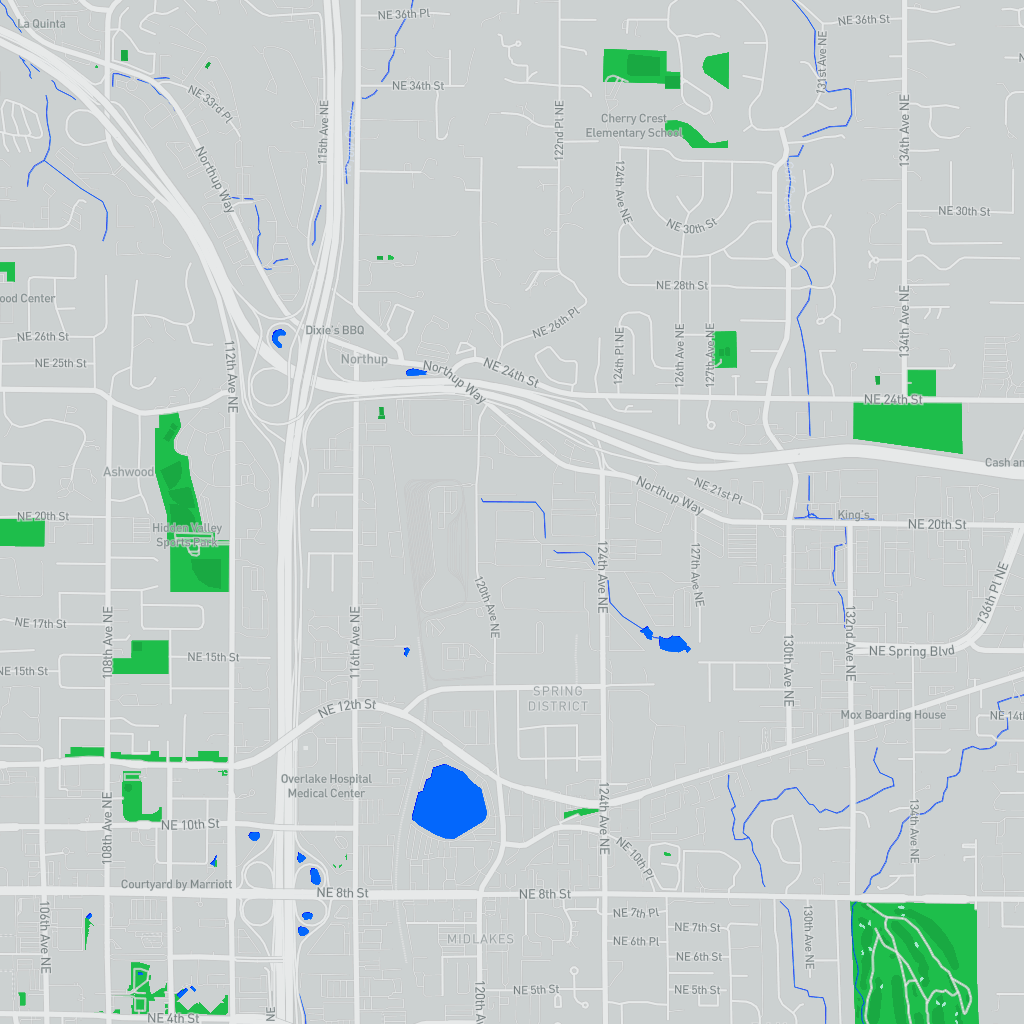 NE 36th Pl
NE 36th St
La Quinta
131st Ave NE
NE 34th St
NE 33rd Pl
115th Ave NE
122nd Pl NE
134th Ave NE
Cherry Crest
Elementary School
Northup Way
124th Ave NE
NE 30th St
NE 30th St
NE 28th St
ood Center
Dixie's BBQ
NE 26th Pl
134th Ave NE
NE 26th St
NE 25th St
112th Ave NE
Northup
Northup Way
NE 24th St
124th Pl NE
126th Ave NE
127th Ave NE
NE 24th St
Ashwood
Cash an
NE 21st Pl
Northup Way
King's
NE 20th St
NE 20th St
Hidden Valley
Sports Park
120th Ave NE
124th Ave NE
127th Ave NE
136th Pl NE
NE 17th St
108th Ave NE
116th Ave NE
130th Ave NE
132nd Ave NE
NE Spring Blvd
NE 15th St
NE 15th St
SPRING
DISTRICT
NE 12th St
Mox Boarding House
NE 14th
Overlake Hospital
Medical Center
108th Ave NE
124th Ave NE
134th Ave NE
NE 10th St
NE 10th Pl
Courtyard by Marriott
NE 8th St
NE 8th St
106th Ave NE
NE 7th Pl
NE 7th St
130th Ave NE
MIDLAKES
NE 6th Pl
NE 6th St
NE 5th St
NE 5th St
120th Av
NE
NE 4th St